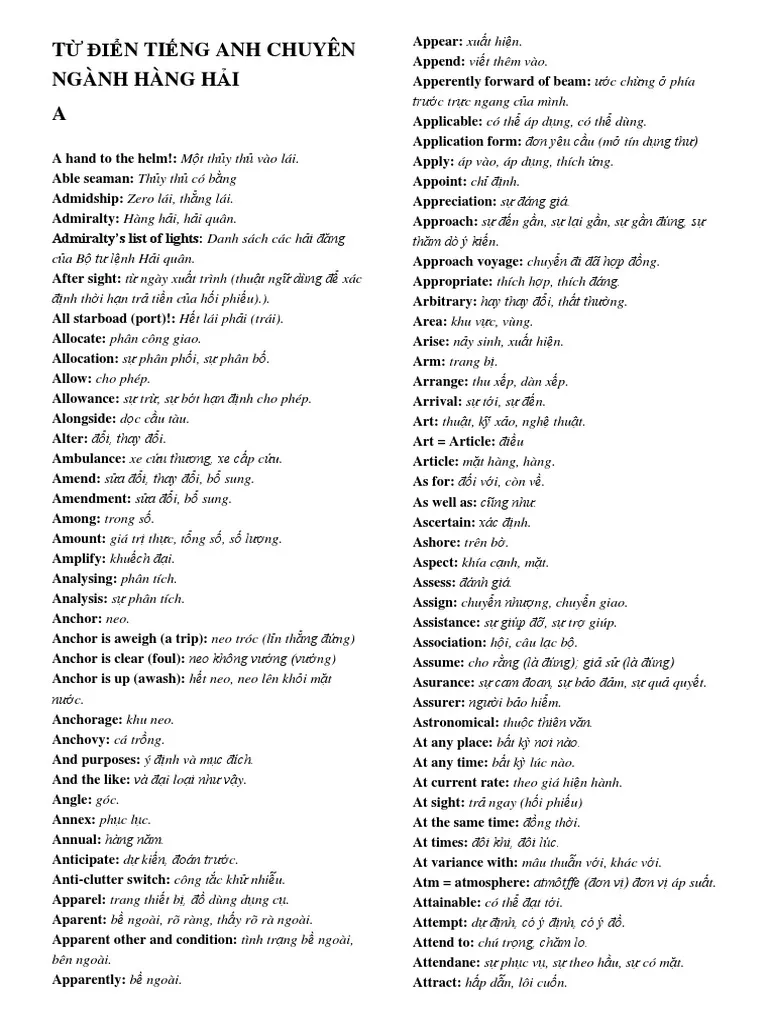 TỪ ĐIỂN TIẾNG ANH CHUYÊN
NGÀNH HÀNG HẢI
A
A hand to the helm!: Một thủy thủ vào lái.
Able seaman: Thủy thủ có bằng
Admidship: Zero lái, thẳng lái.
Admiralty: Hàng hải, hải quân.
Admiralty's list of lights: Danh sách các hải đăng
của Bộ tư lệnh Hải quân.
After sight: từ ngày xuất trình (thuật ngữ dùng để xác
định thời hạn trả tiền của hối phiếu).).
All starboad (port)!: Hết lái phải (trái).
Allocate: phân công giao.
Allocation: sự phân phối, sự phân bố.
Allow: cho phép.
Allowance: sự trừ, sự bớt hạn định cho phép.
Alongside: dọc cầu tàu.
Alter: đổi, thay đổi.
Ambulance: xe cứu thương, xe cấp cứu.
Amend: sửa đổi, thay đổi, bổ sung.
Amendment: sửa đổi, bổ sung.
Among: trong số.
Amount: giá trị thực, tổng số, số lượng.
Amplify: khuếch đại.
Analysing: phân tích.
Analysis: sự phân tích.
Anchor: neo.
Anchor is aweigh (a trip): neo tróc (lỉn thẳng đứng)
Anchor is clear (foul): neo không vướng (vướng)
Anchor is up (awash): hết neo, neo lên khỏi mặt
nước.
Anchorage: khu neo.
Anchovy: cá trồng.
And purposes: ý định và mục đích.
And the like: và đại loại như vậy.
Angle: góc.
Annex: phục lục.
Annual: hàng năm.
Anticipate: dự kiến, đoán trước.
Anti-clutter switch: công tắc khử nhiễu.
Apparel: trang thiết bị, đồ dùng dụng cụ.
Aparent: bề ngoài, rõ ràng, thấy rõ rà ngoài.
Apparent other and condition: tình trạng bề ngoài,
bên ngoài.
Apparently: bề ngoài.
Appear: xuất hiện.
Append: viết thêm vào.
Apperently forward of beam: ước chừng ở phía
trước trực ngang của mình.
Applicable: có thể áp dụng, có thể dùng.
Application form: đơn yêu cầu (mở tín dụng thư)
Apply: áp vào, áp dụng, thích ứng.
Appoint: chỉ định.
Appreciation: sự đáng giá.
Approach: sự đến gần, sự lại gần, sự gần đúng, sự
thăm dò ý kiến.
Approach voyage: chuyến đi đã hợp đồng.
Appropriate: thích hợp, thích đáng.
Arbitrary: hay thay đổi, thất thường.
Area: khu vực, vùng.
Arise: nảy sinh, xuất hiện.
Arm: trang bị.
Arrange: thu xếp, dàn xếp.
Arrival: sự tới, sự đến.
Art: thuật, kỹ xảo, nghệ thuật.
Art = Article: điều
Article: mặt hàng, hàng.
As for: đối với, còn về.
As well as: cũng như.
Ascertain: xác định.
Ashore: trên bờ.
Aspect: khía cạnh, mặt.
Assess: đánh giá.
Assign: chuyển nhượng, chuyển giao.
Assistance: sự giúp đỡ, sự trợ giúp.
Association: hội, câu lạc bộ.
Assume: cho rằng (là đúng); giả sử (là đúng)
Asurance: sự cam đoan, sự bảo đảm, sự quả quyết.
Assurer: người bảo hiểm.
Astronomical: thuộc thiên văn.
At any place: bất kỳ nơi nào.
At any time: bất kỳ lúc nào.
At current rate: theo giá hiện hành.
At sight: trả ngay (hối phiếu)
At the same time: đồng thời.
At times: đôi khi, đôi lúc.
At variance with: mâu thuẫn với, khác với.
Atm = atmosphere: atmôtffe (đơn vị) đơn vị áp suất.
Attainable: có thể đạt tới.
Attempt: dự định, có ý định, có ý đồ.
Attend to: chú trọng, chăm lo.
Attendane: sự phục vụ, sự theo hầu, sự có mặt.
Attract: hấp dẫn, lôi cuốn.